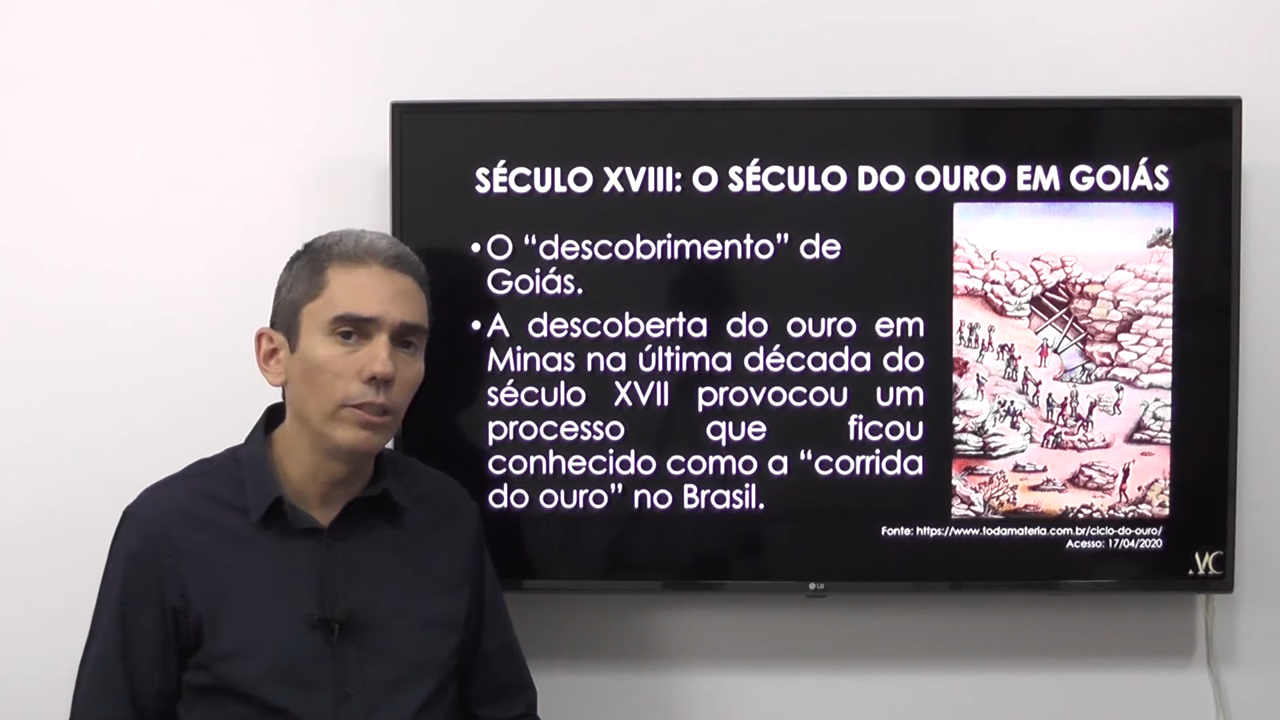 SÉCULO XVIII: O SÉCULO DO OURO EM GOIÁS
•O “descobrimento” de
Goiás.
•A descoberta do ouro em
Minas na última década do
século XVII provocou um
processo que ficou
conhecido como a “corrida
do ouro” no Brasil.
Fonte: https://www.todamateria.com.br/ciclo-do-ouro/
Acesso: 17/04/2020
.VVC
LG